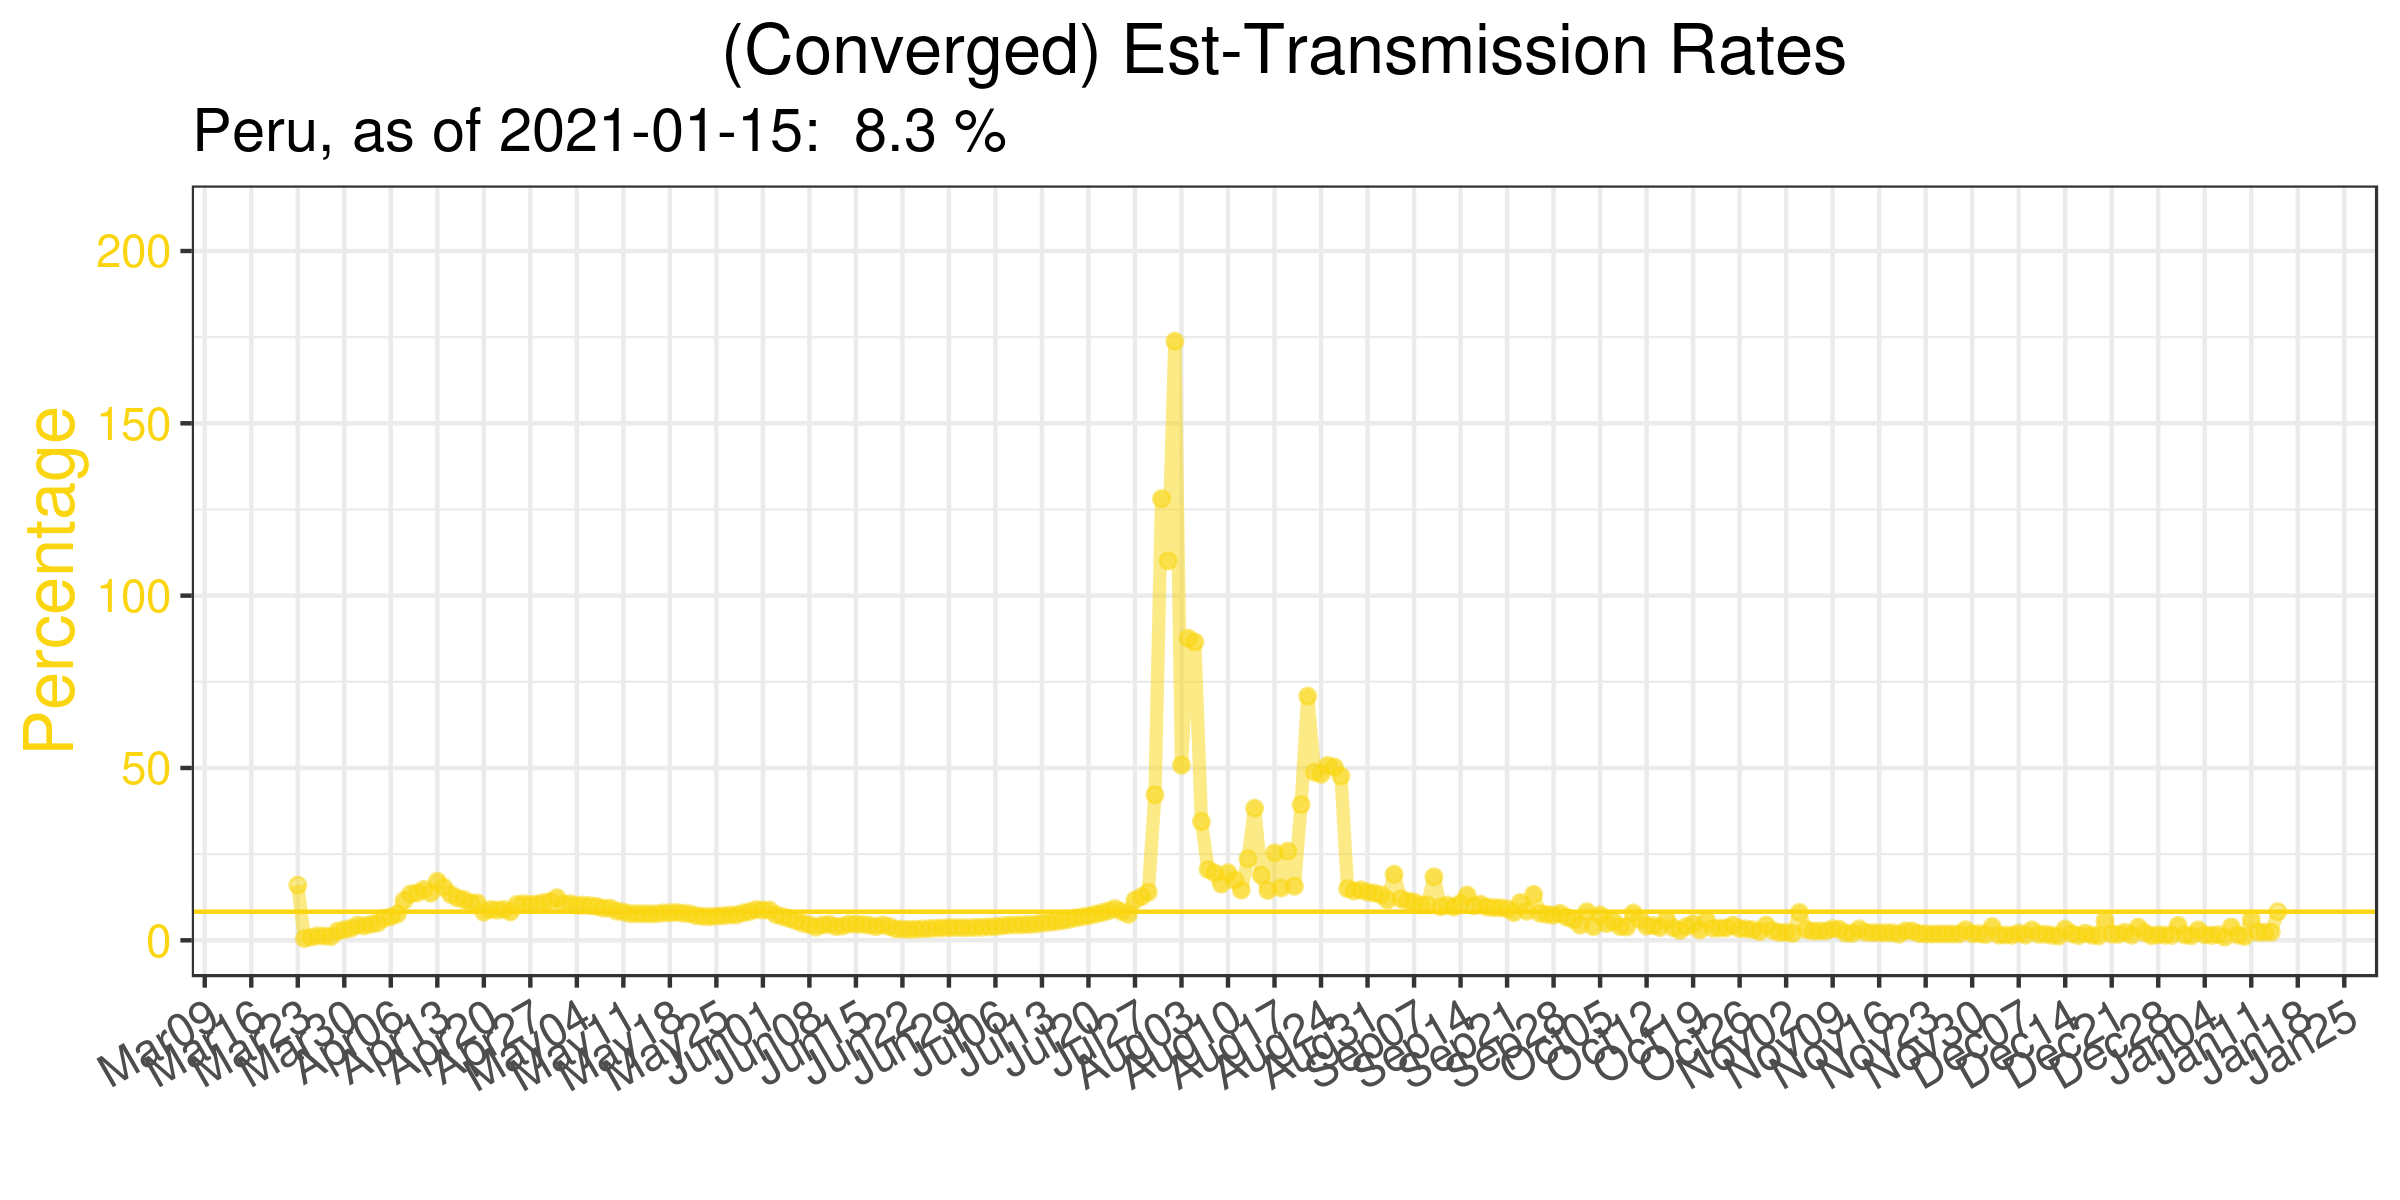 (Converged) Est-Transmission Rates
Peru, as of 2021-01-15:  8.3 %
Percentage
200
150
100
50
0
Mar09
Mar16
Mar23
Mar30
Apr06
Apr13
Apr20
Apr27
May04
May11
May18
May25
Jun01
Jun08
Jun15
Jun22
Jun29
Jul06
Jul13
Jul20
Jul27
Aug03
Aug10
Aug17
Aug24
Aug31
Sep07
Sep14
Sep21
Sep28
Oct05
Oct12
Oct19
Oct26
Nov02
Nov09
Nov16
Nov23
Nov30
Dec07
Dec14
Dec21
Dec28
Jan04
Jan11
Jan18
Jan25